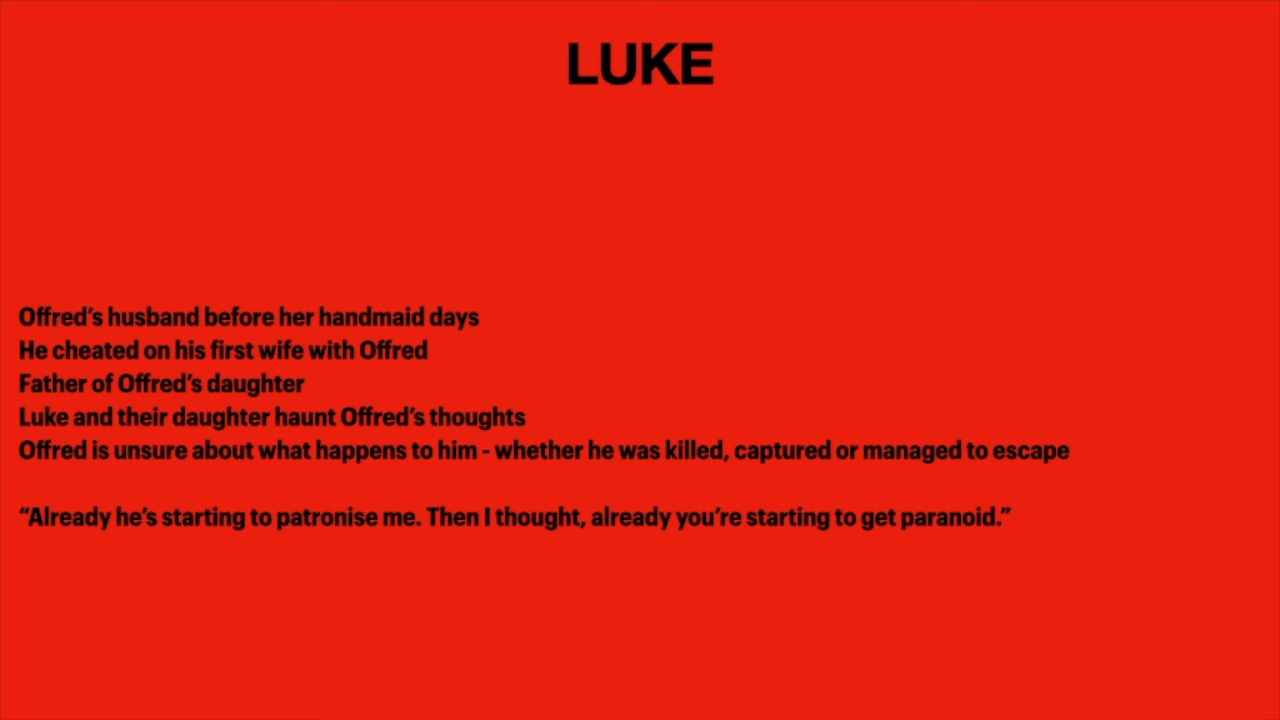 LUKE
Offred’s husband before her handmaid days
He cheated on his first wife with Offred
Father of Offred’s daughter
Luke and their daughter haunt Offred’s thoughts
Offred is unsure about what happens to him - whether he was killed, captured or managed to escape
“Already he’s starting to patronise me. Then I thought, already you’re starting to get paranoid.”